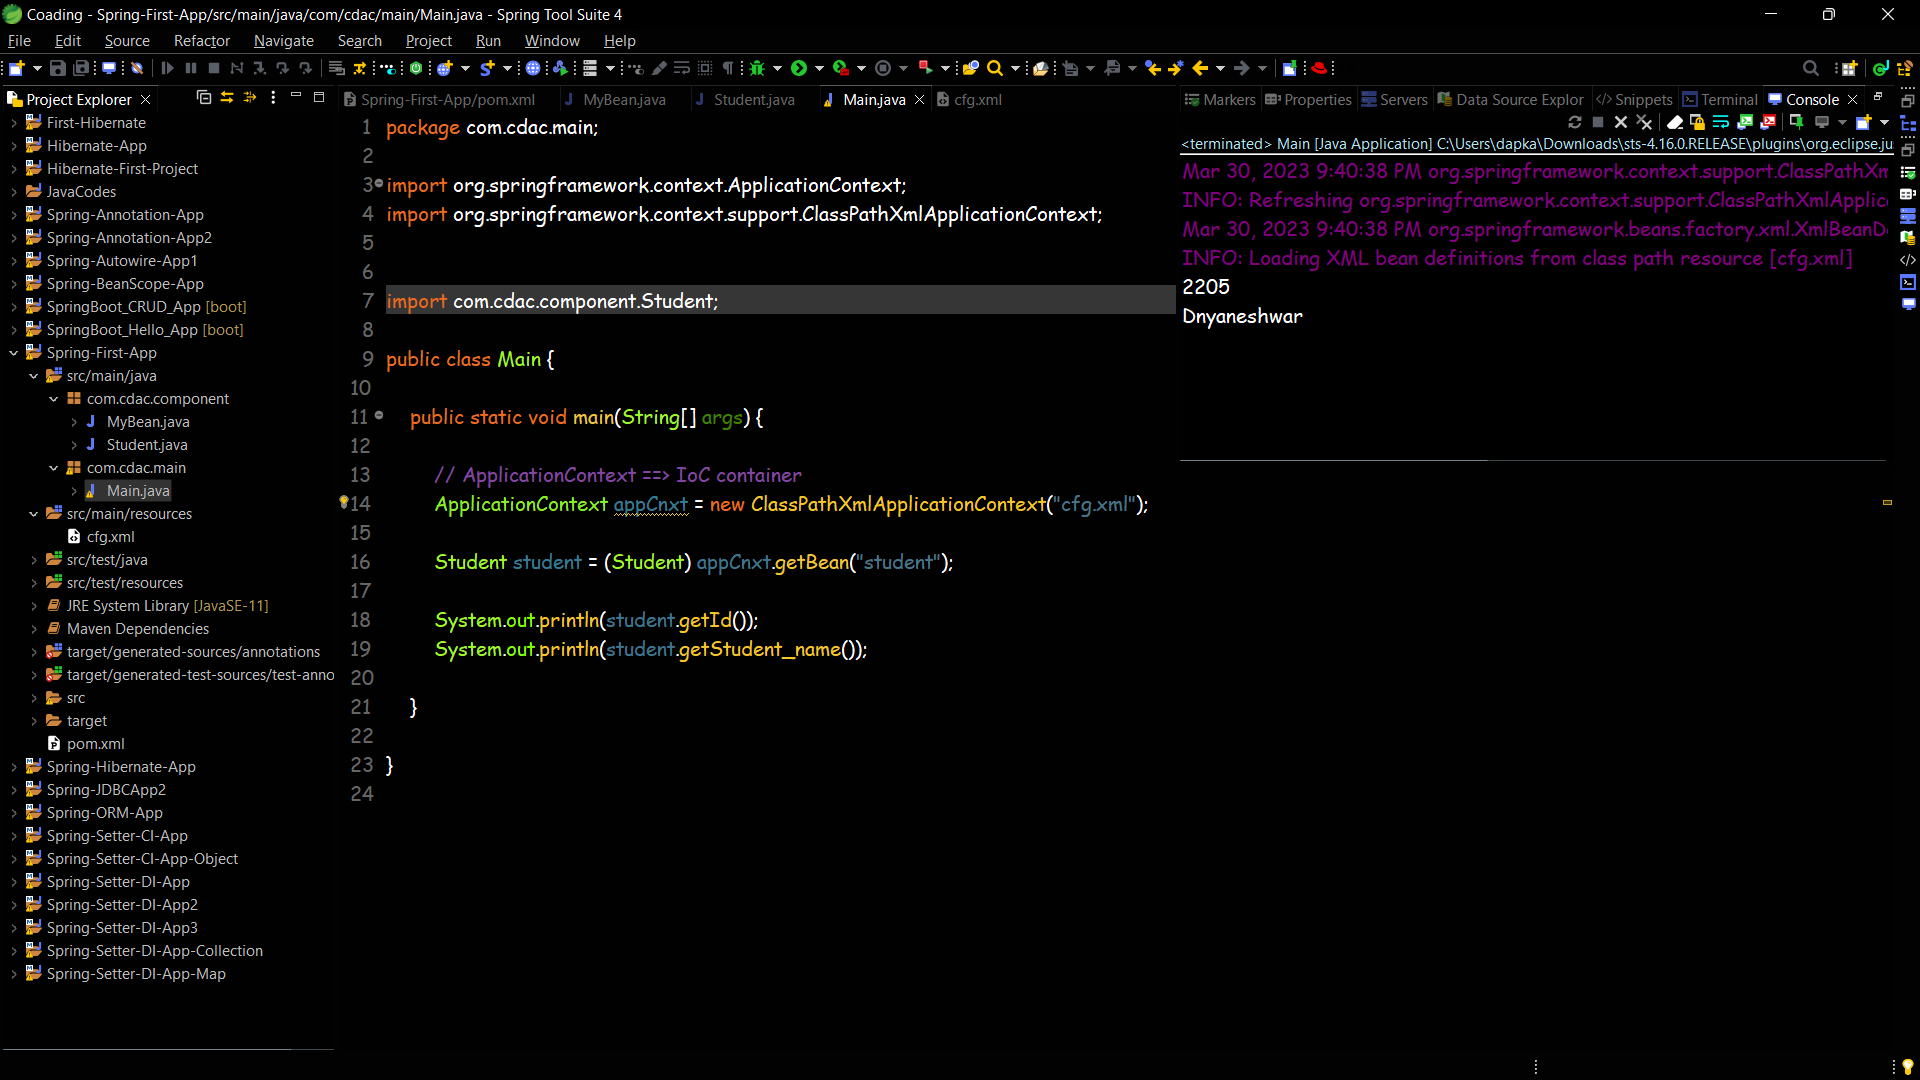 Coading - Spring-First-App/src/main/java/com/cdac/main/Main.java - Spring Tool Suite 4
File Edit Source Refactor Navigate Search Project Run Window Help
Project Explorer
First-Hibernate
Hibernate-App
Hibernate-First-Project
JavaCodes
Spring-Annotation-App
Spring-Annotation-App2
Spring-Autowire-App1
Spring-BeanScope-App
SpringBoot_CRUD_App [boot]
SpringBoot_Hello_App [boot]
Spring-First-App
src/main/java
com.cdac.component
MyBean.java
Student.java
com.cdac.main
Main.java
src/main/resources
cfg.xml
src/test/java
src/test/resources
JRE System Library [JavaSE-11]
Maven Dependencies
target/generated-sources/annotations
target/generated-test-sources/test-anno
src
target
pom.xml
Spring-Hibernate-App
Spring-JDBCApp2
Spring-ORM-App
Spring-Setter-CI-App
Spring-Setter-CI-App-Object
Spring-Setter-DI-App
Spring-Setter-DI-App2
Spring-Setter-DI-App3
Spring-Setter-DI-App-Collection
Spring-Setter-DI-App-Map
Spring-First-App/pom.xml MyBean.java Student.java Main.java cfg.xml
1 package com.cdac.main;
2
3 import org.springframework.context.ApplicationContext;
4 import org.springframework.context.support.ClassPathXmlApplicationContext;
5
6
7 import com.cdac.component.Student;
8
9 public class Main {
10
11 public static void main(String[] args) {
12
13 // ApplicationContext ==> IoC container
14 ApplicationContext appCnxt = new ClassPathXmlApplicationContext("cfg.xml");
15
16 Student student = (Student) appCnxt.getBean("student");
17
18 System.out.println(student.getId());
19 System.out.println(student.getStudent_name());
20
21 }
22
23 }
24
Markers Properties Servers Data Source Explor Snippets Terminal Console
<terminated> Main [Java Application] C:\Users\dapka\Downloads\sts-4.16.0.RELEASE\plugins\org.eclipse.ju
Mar 30, 2023 9:40:38 PM org.springframework.context.support.ClassPathXm
INFO: Refreshing org.springframework.context.support.ClassPathXmlApplic
Mar 30, 2023 9:40:38 PM org.springframework.beans.factory.xml.XmlBeanD
INFO: Loading XML bean definitions from class path resource [cfg.xml]
2205
Dnyaneshwar